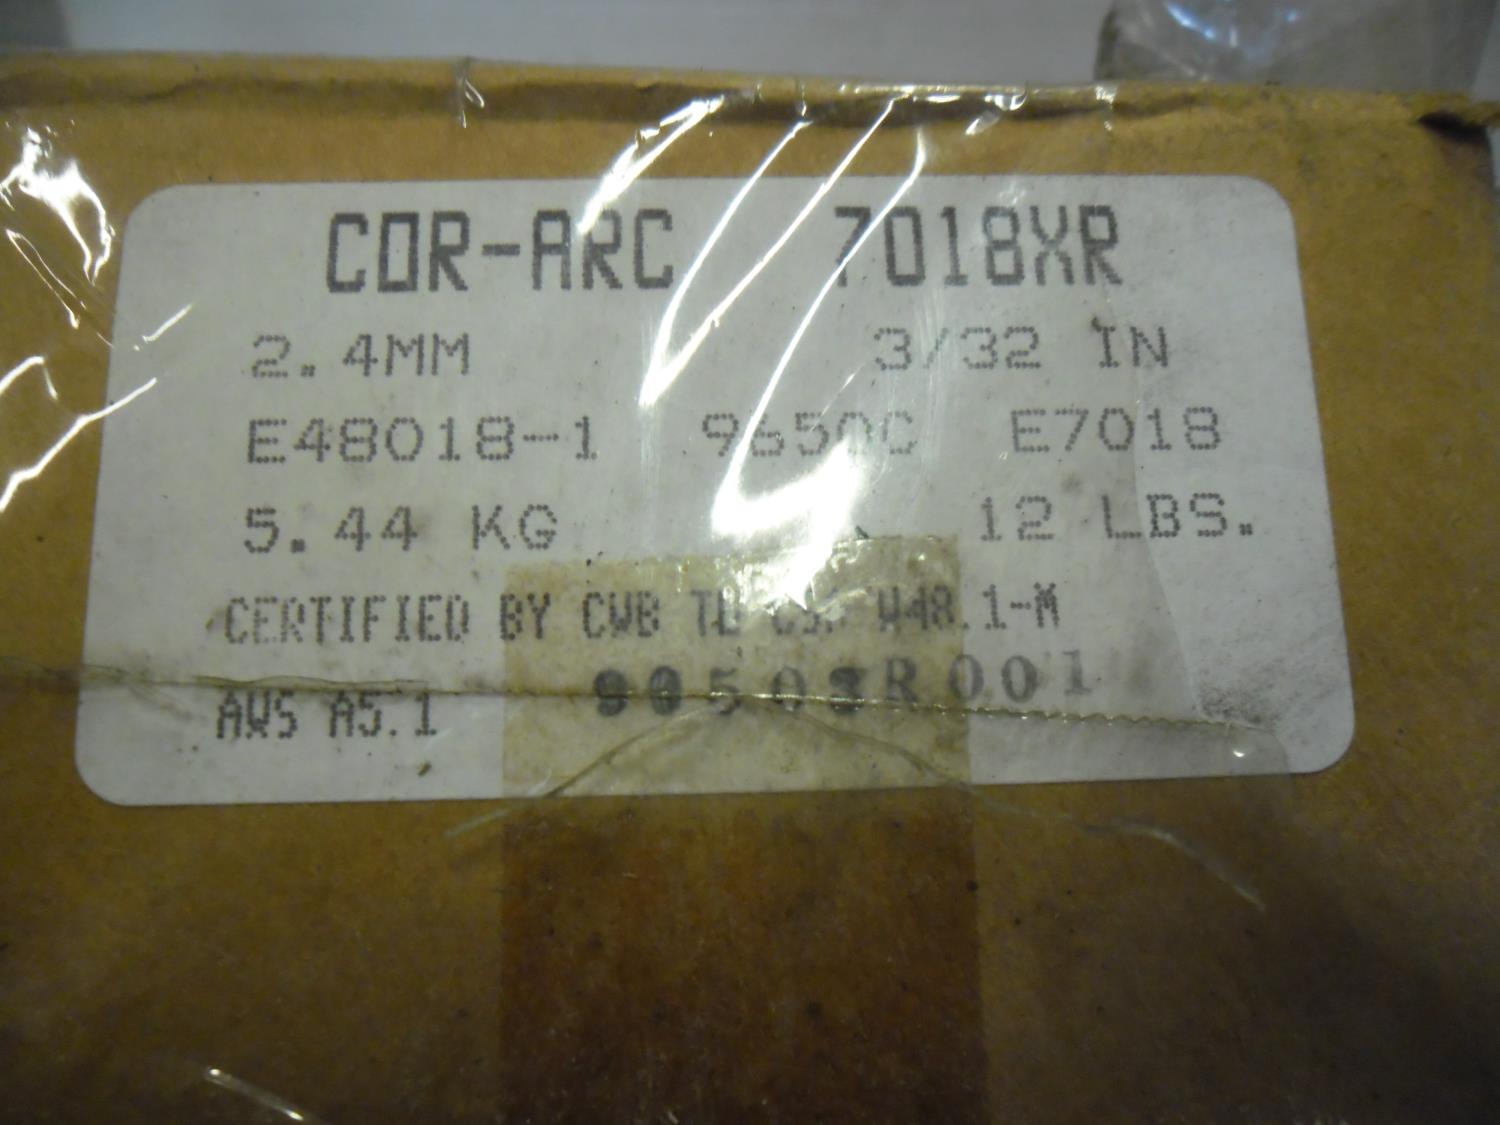 COR-ARC 7018XR
2.4MM 3/32 IN
E48018-1 9650C E7018
5.44 KG 12 LBS.
CERTIFIED BY CWB TO CSA W48.1-M
R001
AWS A5.1